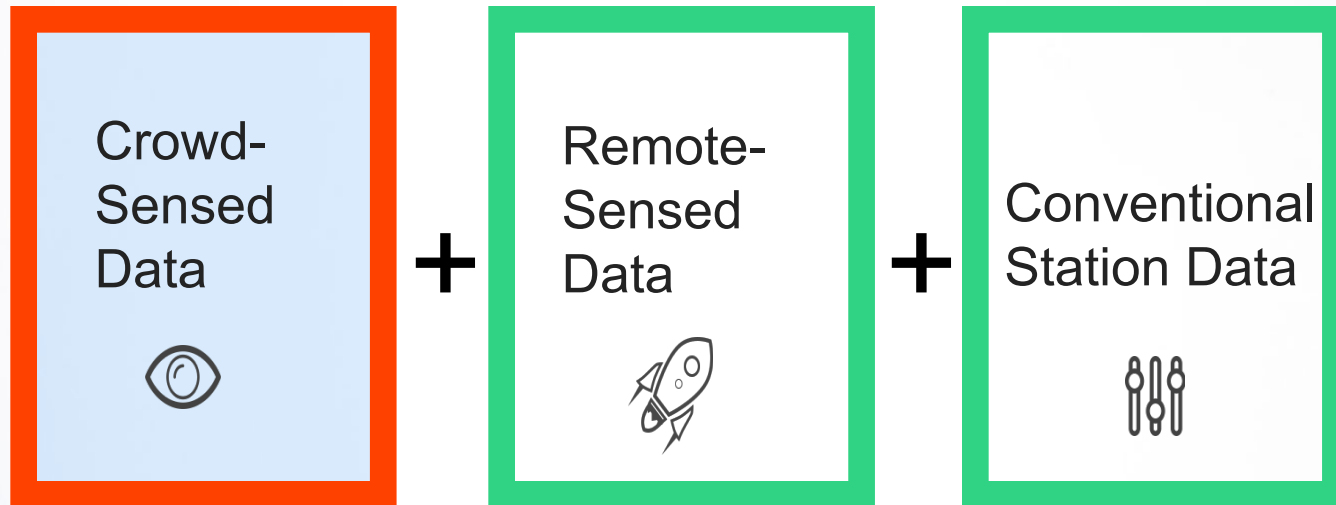 Crowd-
Sensed
Data
+
Remote-
Sensed
Data
+
Conventional
Station Data